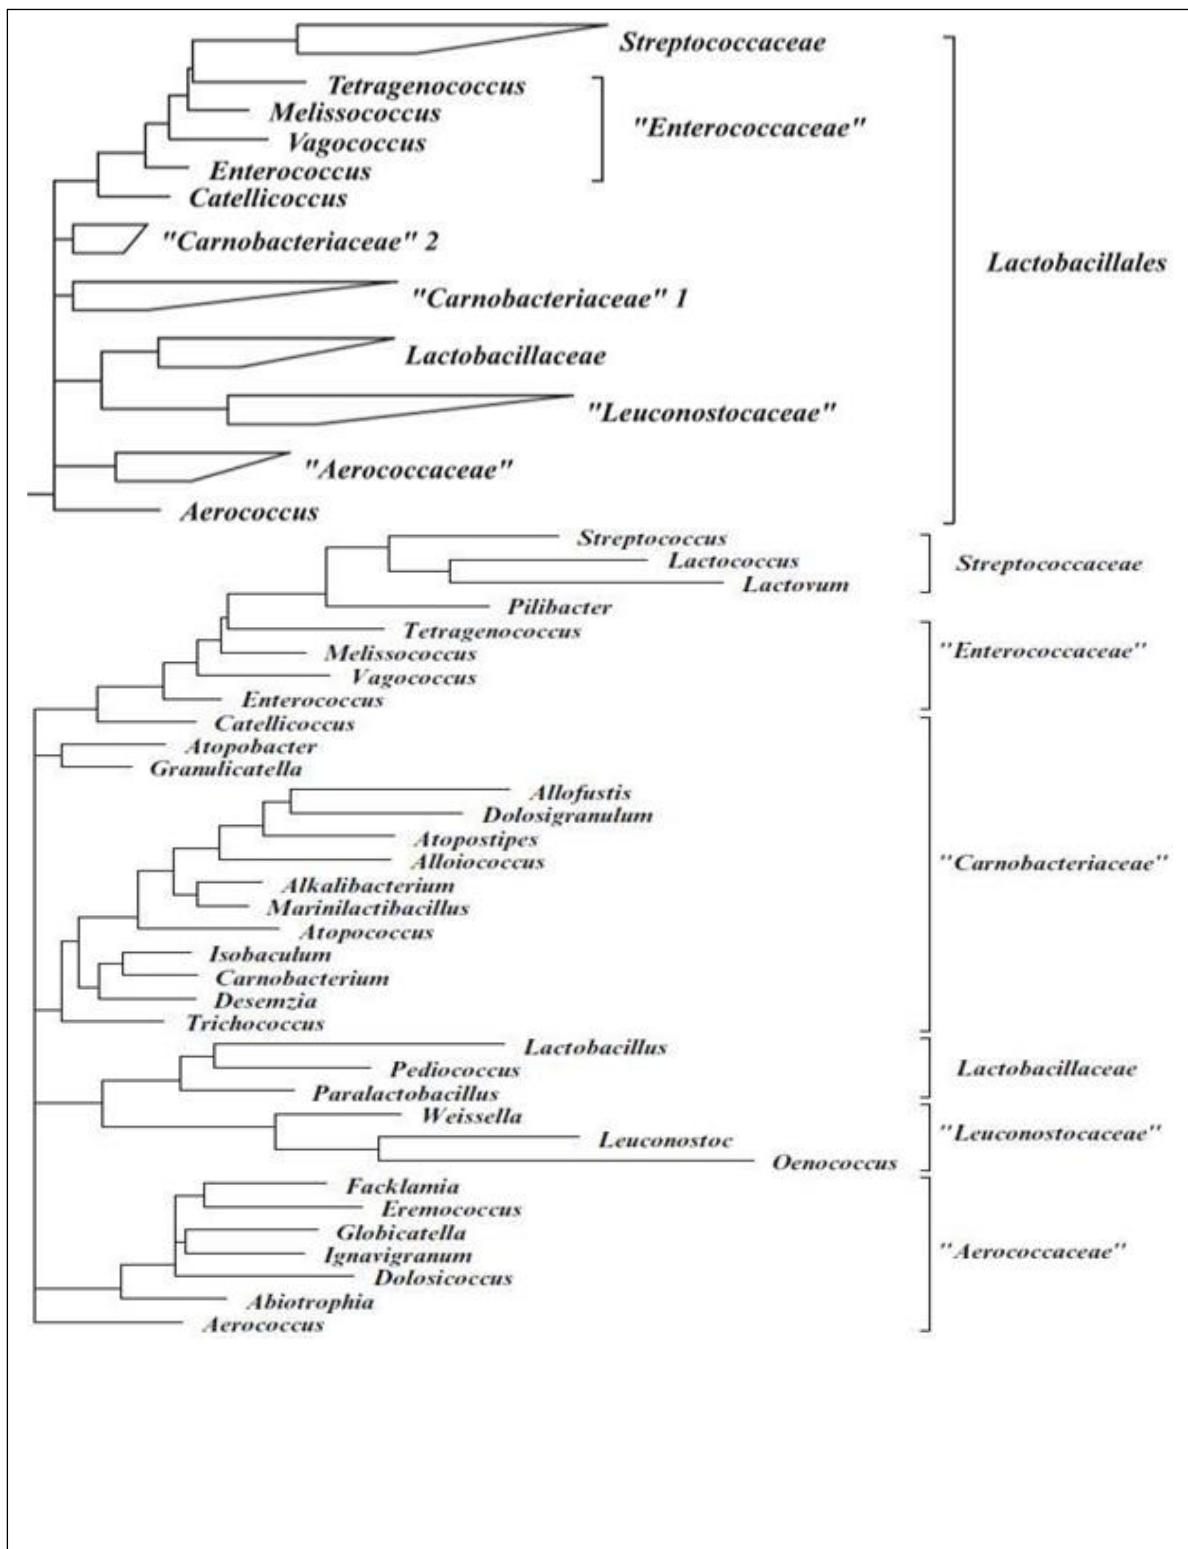 Streptococcaceae
Tetragenococcus
Melissococcus
"Enterococcaceae"
Vagococcus
Enterococcus
Catellicoccus
"Carnobacteriaceae" 2
Lactobacillales
"Carnobacteriaceae" 1
Lactobacillaceae
"Leuconostocaceae"
"Aerococcaceae"
Aerococcus
Streptococcus
Lactococcus
Streptococcaceae
Lactovum
Pilibacter
Tetragenococcus
Melissococcus
"Enterococcaceae"
Vagococcus
Enterococcus
Catellicoccus
Atopobacter
Granulicatella
Allofustis
Dolosigranulum
Atopostipes
Alloiococcus
"Carnobacteriaceae"
Alkalibacterium
Marinilactibacillus
Atopococcus
Isobaculum
Carnobacterium
Desemzia
Trichococcus
Lactobacillus
Pediococcus
Lactobacillaceae
Paralactobacillus
Weissella
"Leuconostocaceae"
Leuconostoc
Oenococcus
Facklamia
Eremococcus
Globicatella
"Aerococcaceae"
Ignavigranum
Dolosicoccus
Abiotrophia
Aerococcus